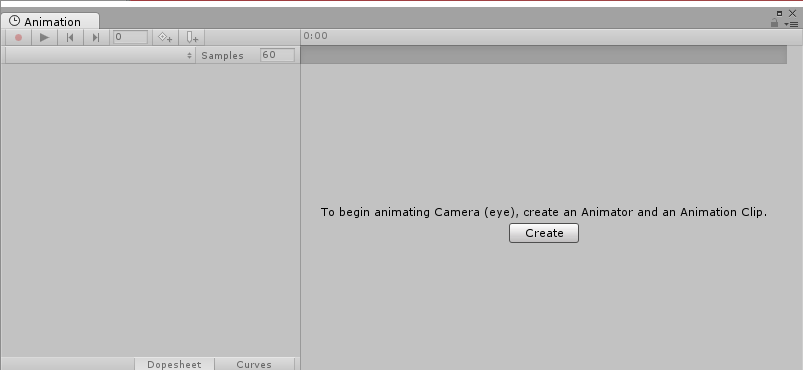 Animation
0
0:00
Samples 60
To begin animating Camera (eye), create an Animator and an Animation Clip.
Create
Dopesheet Curves